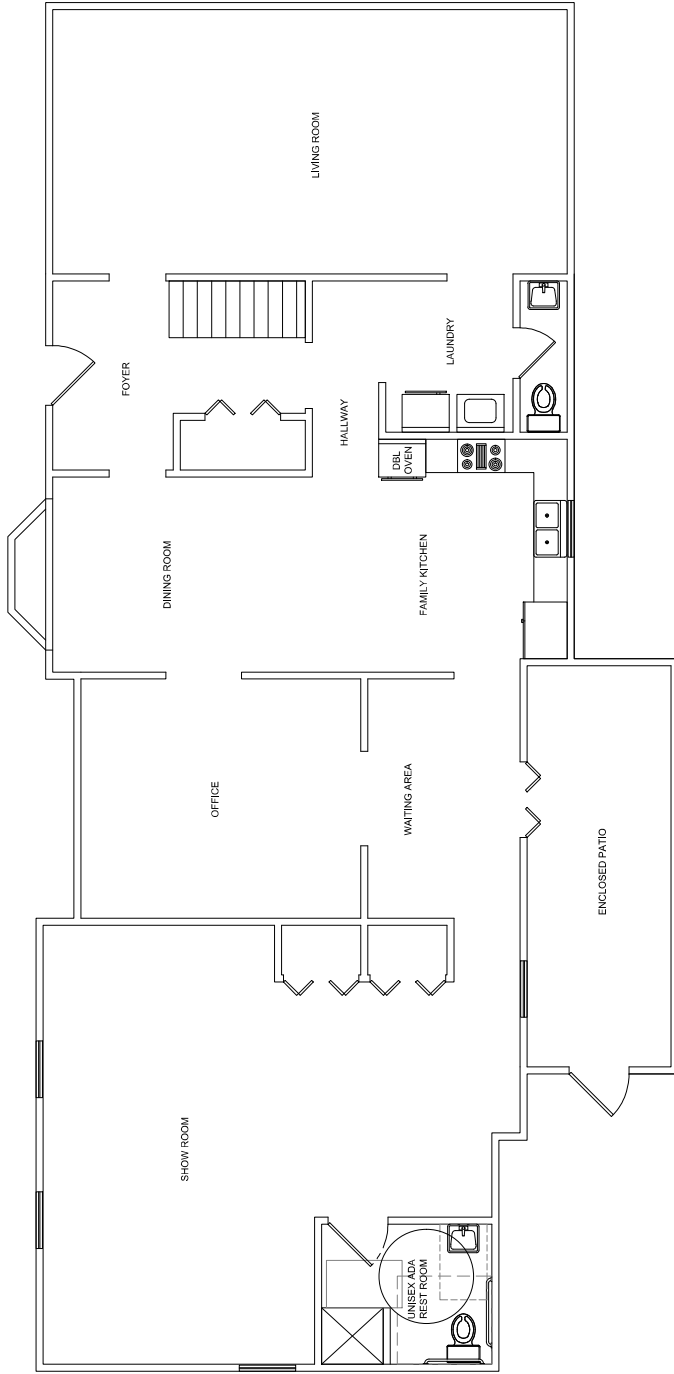 LIVING ROOM
FOYER
LAUNDRY
HALLWAY
DBL
OVEN
DINING ROOM
FAMILY KITCHEN
OFFICE
WAITING AREA
ENCLOSED PATIO
SHOW ROOM
UNISEX ADA
REST ROOM